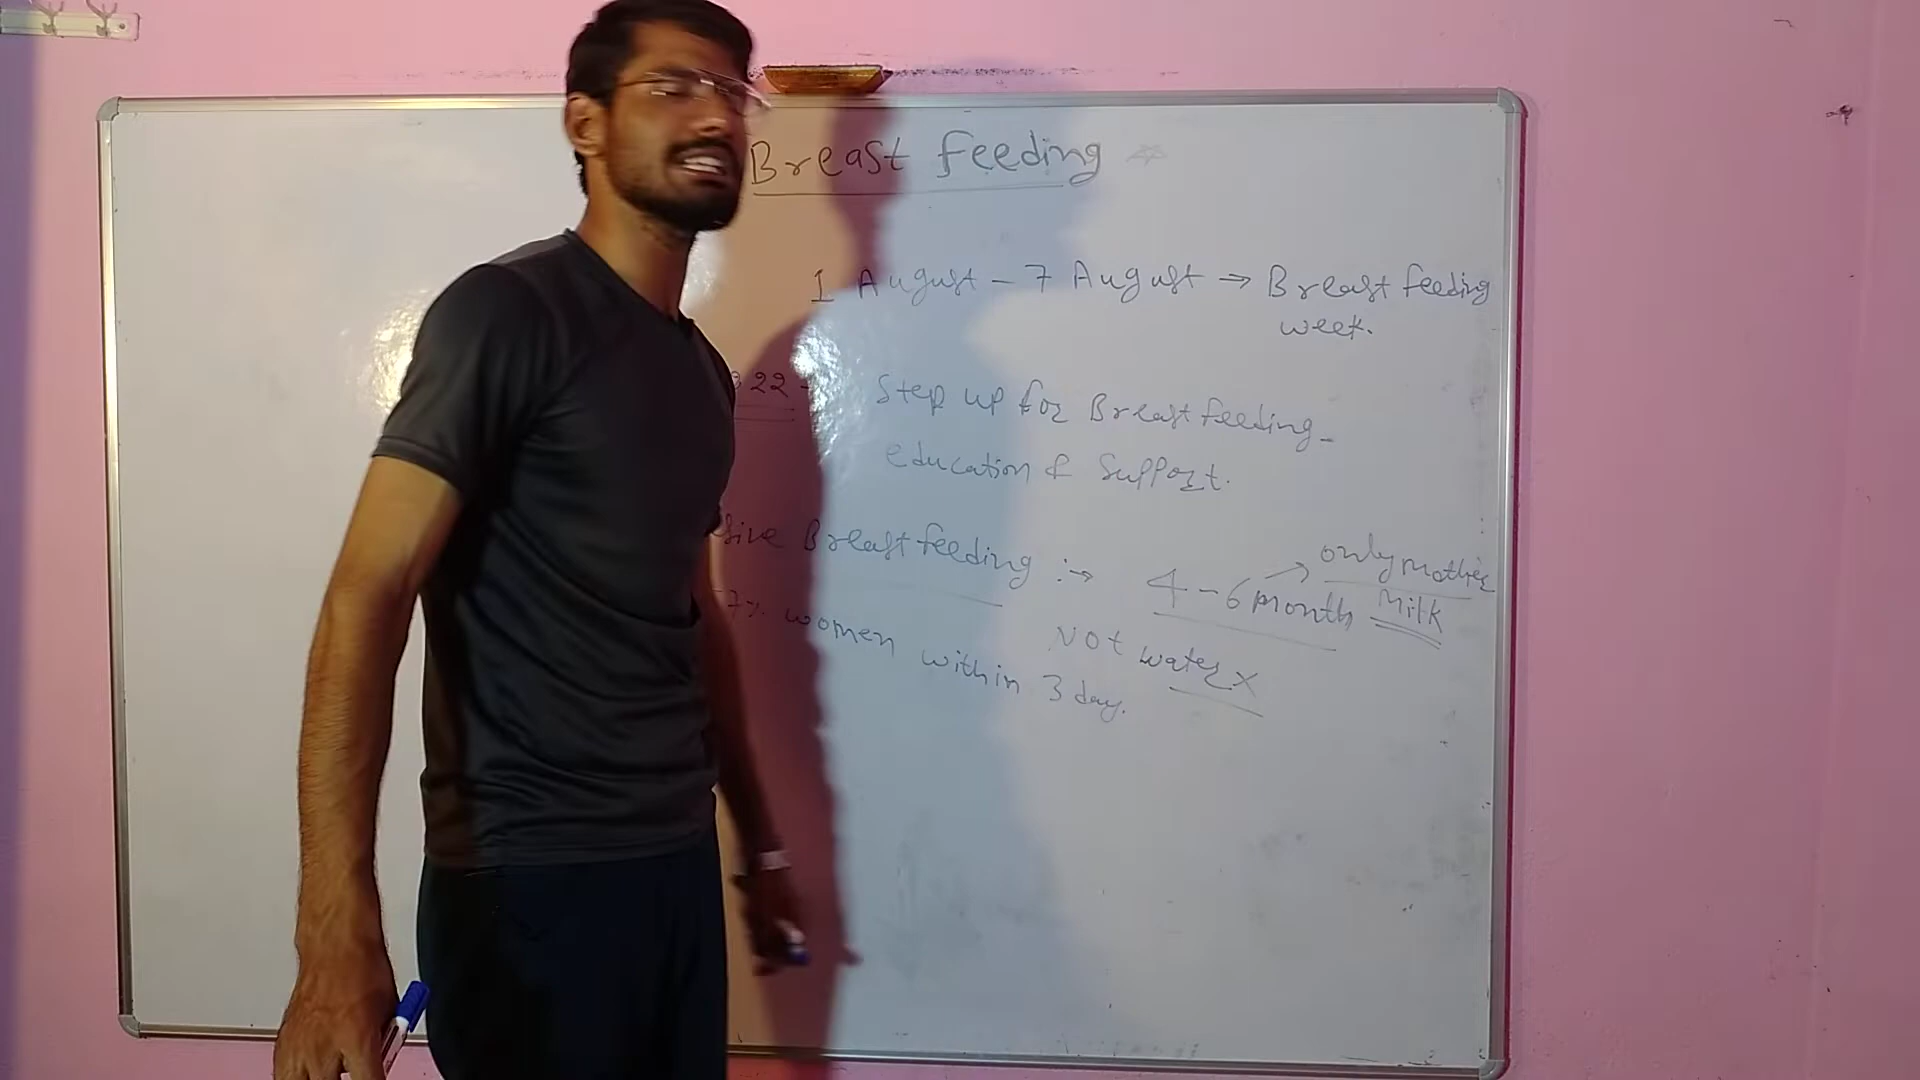 Breast feeding
1 August - 7 August → Breast feeding
week.
22 - Step up for Breast feeding -
education & Support.
Breast feeding :→ 4-6 month → only mother
milk
7% women within 3 day.
Not water x